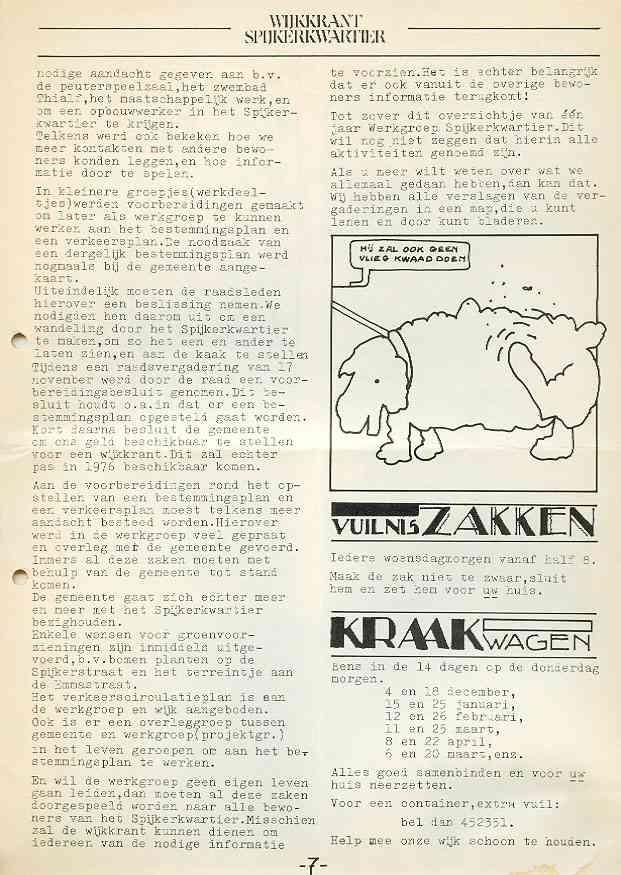 WIJKKRANT
SPIJKERKWARTIER
nodige aandacht gegeven aan b.v.
de peuterspeelzaal,het zwembad
Thialf,het maatschappelijk werk,en
om een opbouwwerker in het Spijker-
kwartier te krijgen.
Telkens werd ook bekeken hoe we
meer kontakten met andere bewo-
ners konden leggen,en hoe infor-
matie door te spelen.
In kleinere groepjes(werkdeel-
tjes)werden voorbereidingen gemaakt
om later als werkgroep te kunnen
werken aan het bestemmingsplan en
een verkeersplan.De noodzaak van
een dergelijk bestemmingsplan werd
nogmaals bij de gemeente aange-
kaart.
Uiteindelijk moeten de raadsleden
hierover een beslissing nemen.We
nodigden hen daarom uit om een
wandeling door het Spijkerkwartier
te maken,om zo het een en ander te
laten zien,en aan de kaak te stellen
Tijdens een raadsvergadering van 17
november werd door de raad een voor-
bereidingsbesluit genomen.Dit be-
sluit houdt o.a.in dat er een be-
stemmingsplan opgesteld gaat worden.
Kort daarna besluit de gemeente
om ons geld beschikbaar te stellen
voor een wijkkrant.Dit zal echter
pas in 1976 beschikbaar komen.
Aan de voorbereidingen rond het op-
stellen van een bestemmingsplan en
een verkeersplan moest telkens meer
aandacht besteed worden.Hierover
werd in de werkgroep veel gepraat
en overleg met de gemeente gevoerd.
Immers al deze zaken moeten met
behulp van de gemeente tot stand
komen.
De gemeente gaat zich echter meer
en meer met het Spijkerkwartier
bezighouden.
Enkele wensen voor groenvoor-
zieningen zijn inmiddels uitge-
voerd,b.v.bomen planten op de
Spijkerstraat en het terreintje aan
de Emmastraat.
Het verkeerscirculatieplan is aan
de werkgroep en wijk aangeboden.
Ook is er een overleggroep tussen
gemeente en werkgroep(projektgr.)
in het leven geroepen om aan het be-
stemmingsplan te werken.
En wil de werkgroep geen eigen leven
gaan leiden,dan moeten al deze zaken
doorgespeeld worden naar alle bewo-
ners van het Spijkerkwartier.Misschien
zal de wijkkrant kunnen dienen om
iedereen van de nodige informatie
te voorzien.Het is echter belangrijk
dat er ook vanuit de overige bewo-
ners informatie terugkomt!
Tot zover dit overzichtje van één
jaar Werkgroep Spijkerkwartier.Dit
wil nog niet zeggen dat hierin alle
aktiviteiten genoemd zijn.
Als u meer wilt weten over wat we
allemaal gedaan hebben,dan kan dat.
Wij hebben alle verslagen van de ver-
gaderingen in een map,die u kunt
lenen en door kunt bladeren.
HIJ ZAL OOK GEEN
VLIEG KWAAD DOEN
VUILNISZAKKEN
Iedere woensdagmorgen vanaf half 8.
Maak de zak niet te zwaar,sluit
hem en zet hem voor uw huis.
KRAAKWAGEN
Eens in de 14 dagen op de donderdag
morgen.
4 en 18 december,
15 en 25 januari,
12 en 26 februari,
11 en 25 maart,
8 en 22 april,
6 en 20 maart,enz.
Alles goed samenbinden en voor uw
huis neerzetten.
Voor een container,extra vuil:
bel dan 452351.
Help mee onze wijk schoon te houden.
-7-